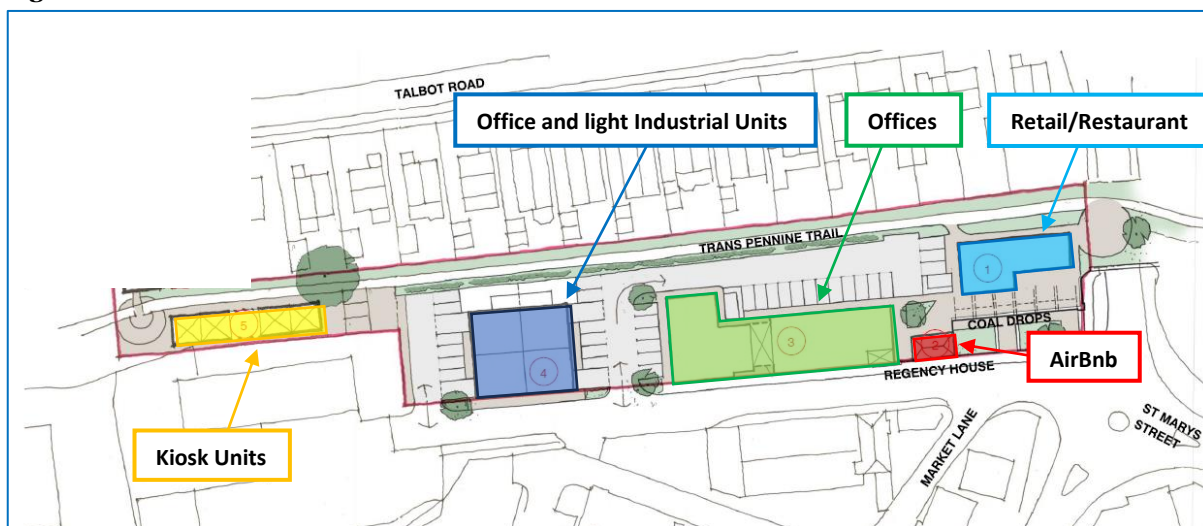 TALBOT ROAD
Office and light Industrial Units
Offices
Retail/Restaurant
TRANS PENNINE TRAIL
1
5
4
3
2
COAL DROPS
AirBnb
REGENCY HOUSE
Kiosk Units
MARKET LANE
ST MARYS
STREET